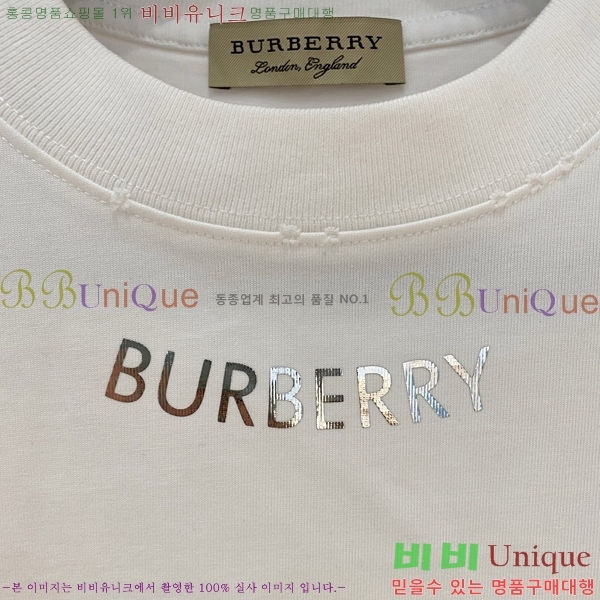 홍콩명품쇼핑몰 1위 비비유니크 명품구매대행
BURBERRY
London, England
BBUniQue 동종업계 최고의 품질 NO.1 BBUniQue
BURBERRY
비비 Unique
-본 이미지는 비비유니크에서 촬영한 100% 실사 이미지 입니다.-
믿을수 있는 명품구매대행